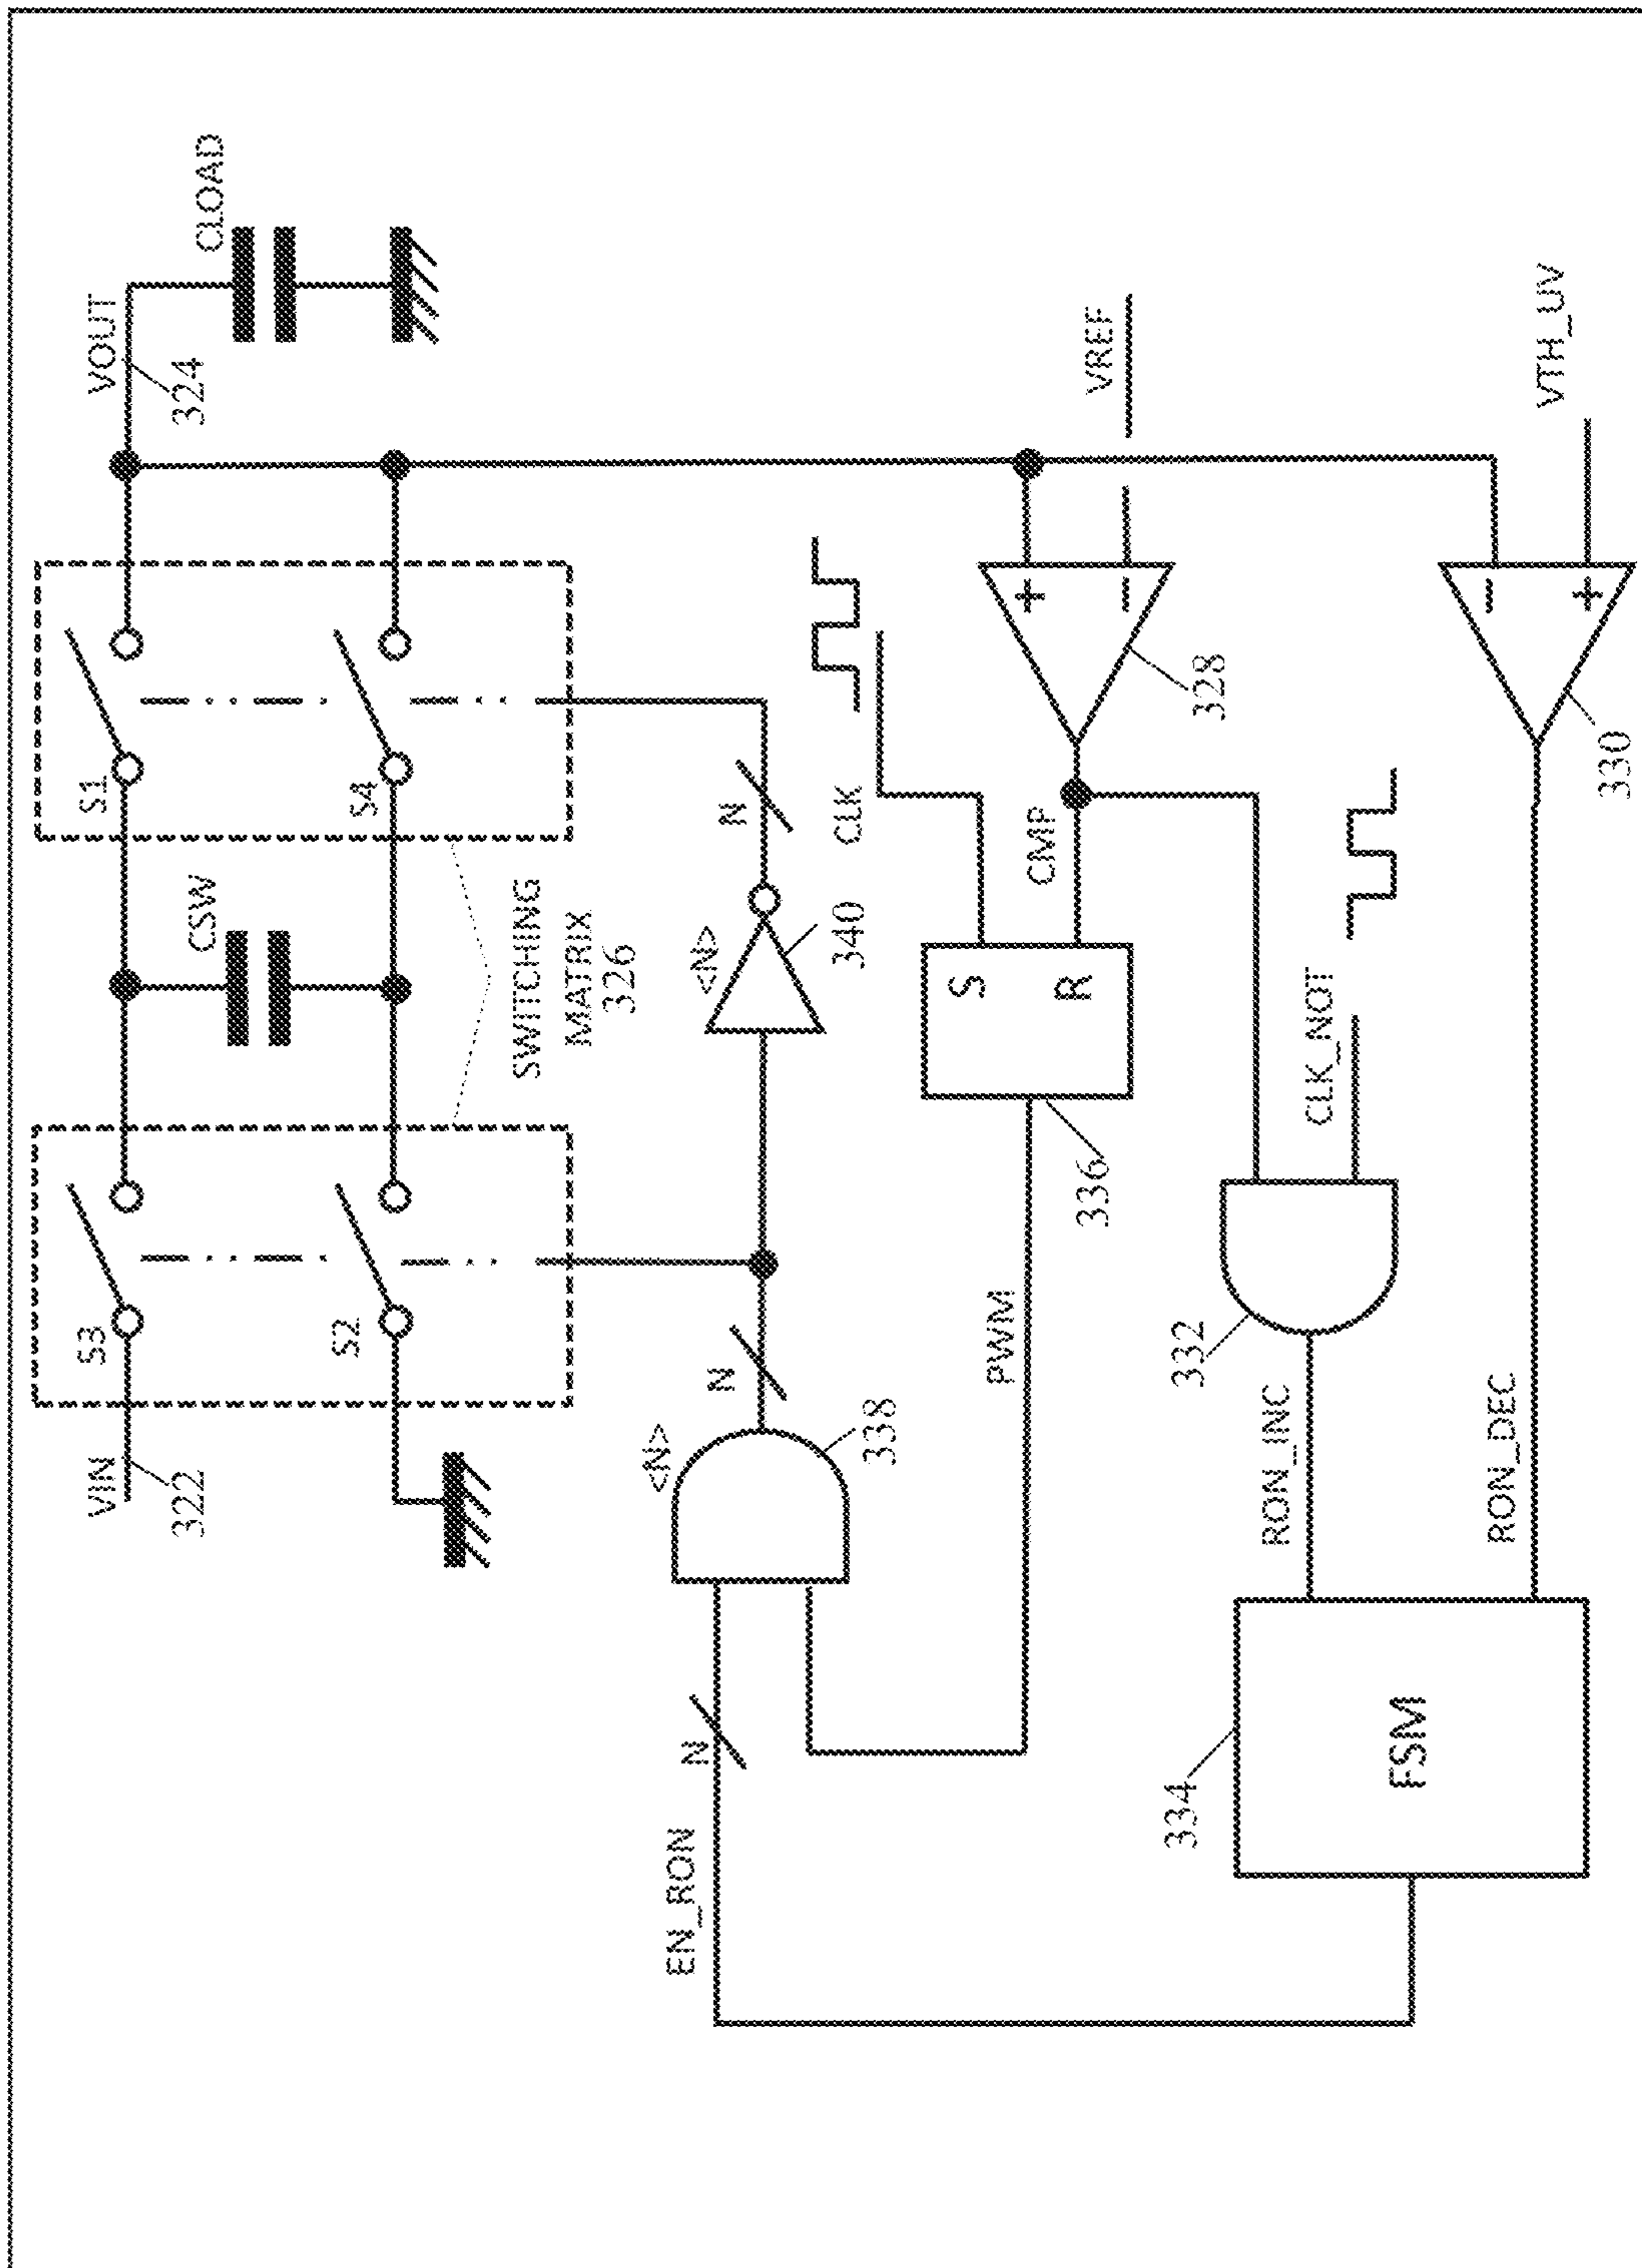 VIN
322
S3
S2
CSW
S1
S4
VOUT
324
CLOAD
SWITCHING
MATRIX
326
EN_RON
N
<N>
338
N
<N>
340
N
CLK
PWM
336
S
R
CMP
+
−
328
VREF
334
FSM
RON_INC
332
CLK_NOT
RON_DEC
−
+
330
VTH_UV